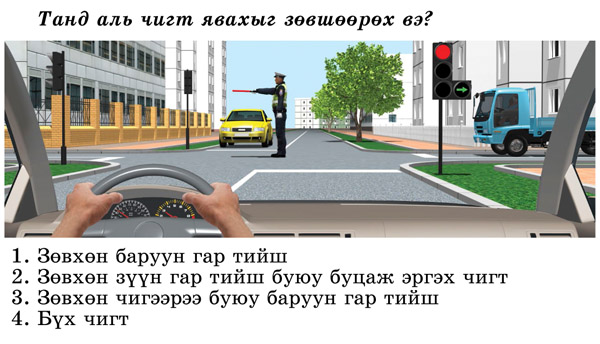 Танд аль чигт явахыг зөвшөөрөх вэ?
1. Зөвхөн баруун гар тийш
2. Зөвхөн зүүн гар тийш буюу буцаж эргэх чигт
3. Зөвхөн чигээрээ буюу баруун гар тийш
4. Бүх чигт